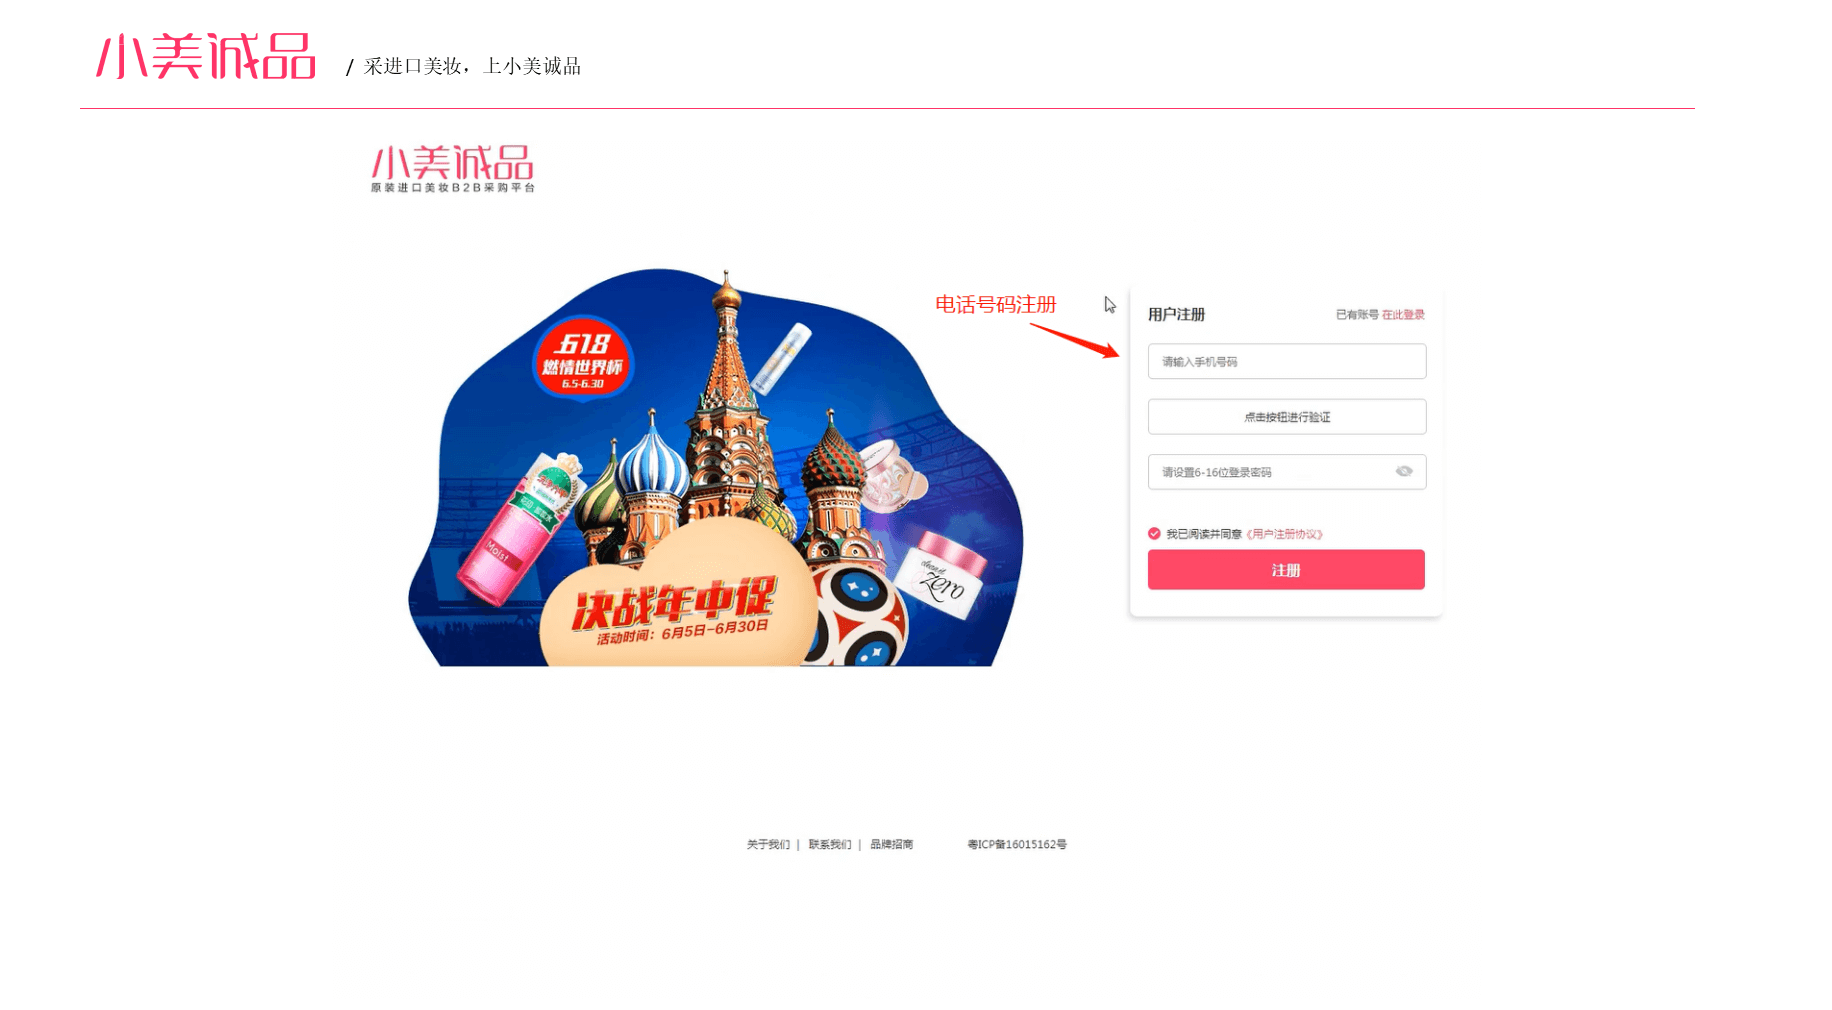 小美诚品 / 采进口美妆，上小美诚品
小美诚品
原装进口美妆B2B采购平台
618
燃情世界杯
6.5-6.30
Moist
clean it
zero
决战年中促
活动时间：6月5日-6月30日
电话号码注册
用户注册 已有账号 在此登录
请输入手机号码
点击按钮进行验证
请设置6-16位登录密码
我已阅读并同意《用户注册协议》
注册
关于我们 | 联系我们 | 品牌招商 粤ICP备16015162号